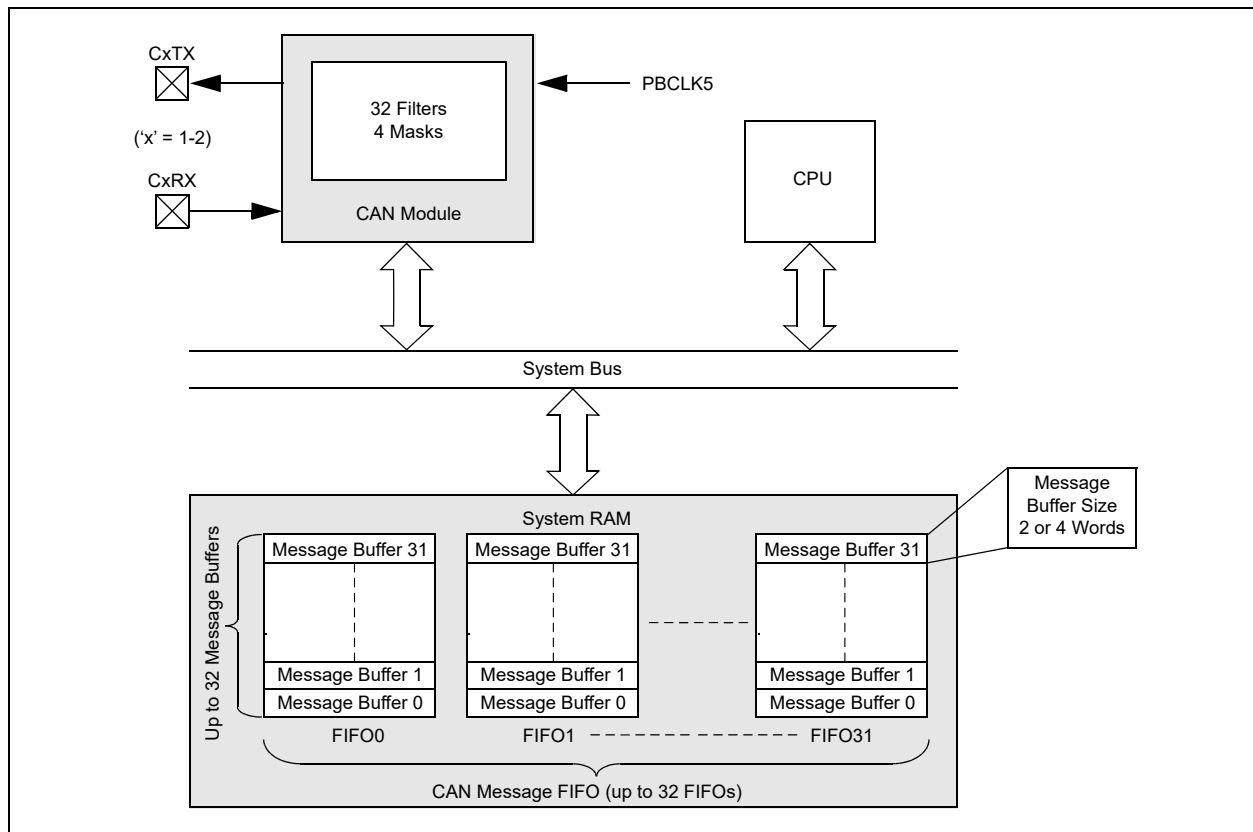 CxTX
PBCLK5
32 Filters
4 Masks
(‘x’ = 1-2)
CxRX
CAN Module
CPU
System Bus
Message
Buffer Size
2 or 4 Words
System RAM
Up to 32 Message Buffers
Message Buffer 31
Message Buffer 31
Message Buffer 31
Message Buffer 1
Message Buffer 1
Message Buffer 1
Message Buffer 0
Message Buffer 0
Message Buffer 0
FIFO0
FIFO1
FIFO31
CAN Message FIFO (up to 32 FIFOs)